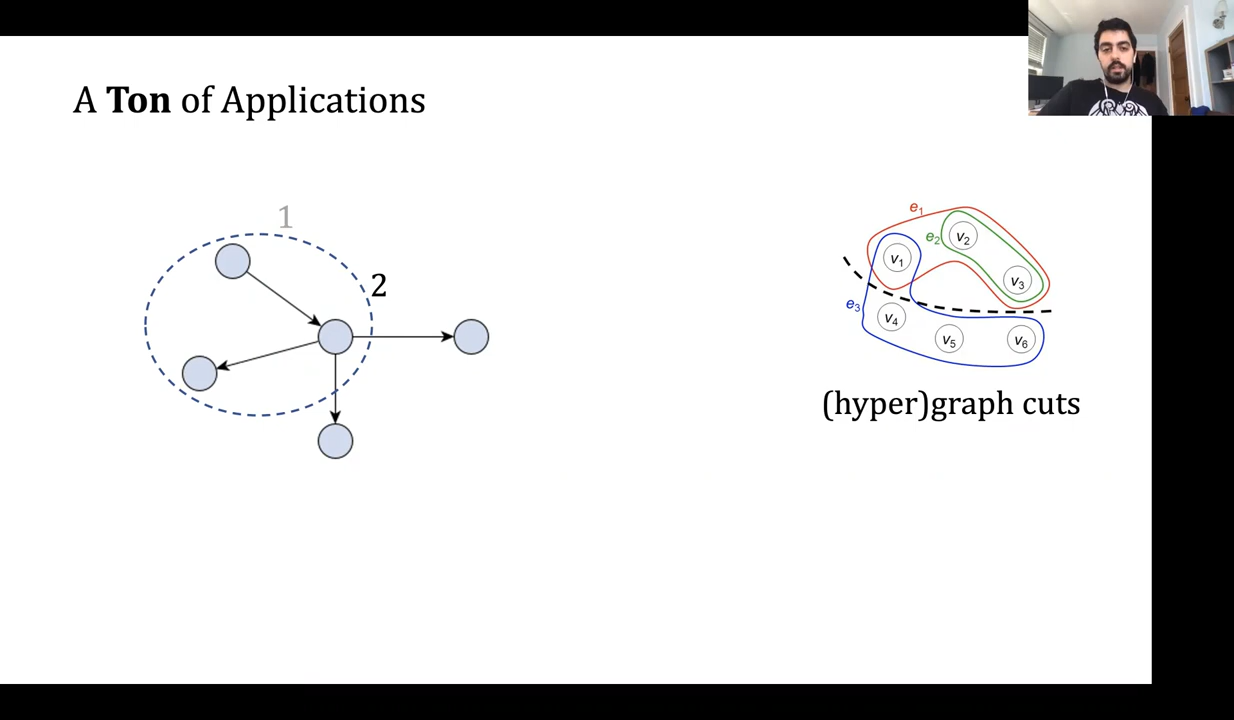 A Ton of Applications
1
2
e1
e2
v2
v1
v3
e3
v4
v5
v6
(hyper)graph cuts